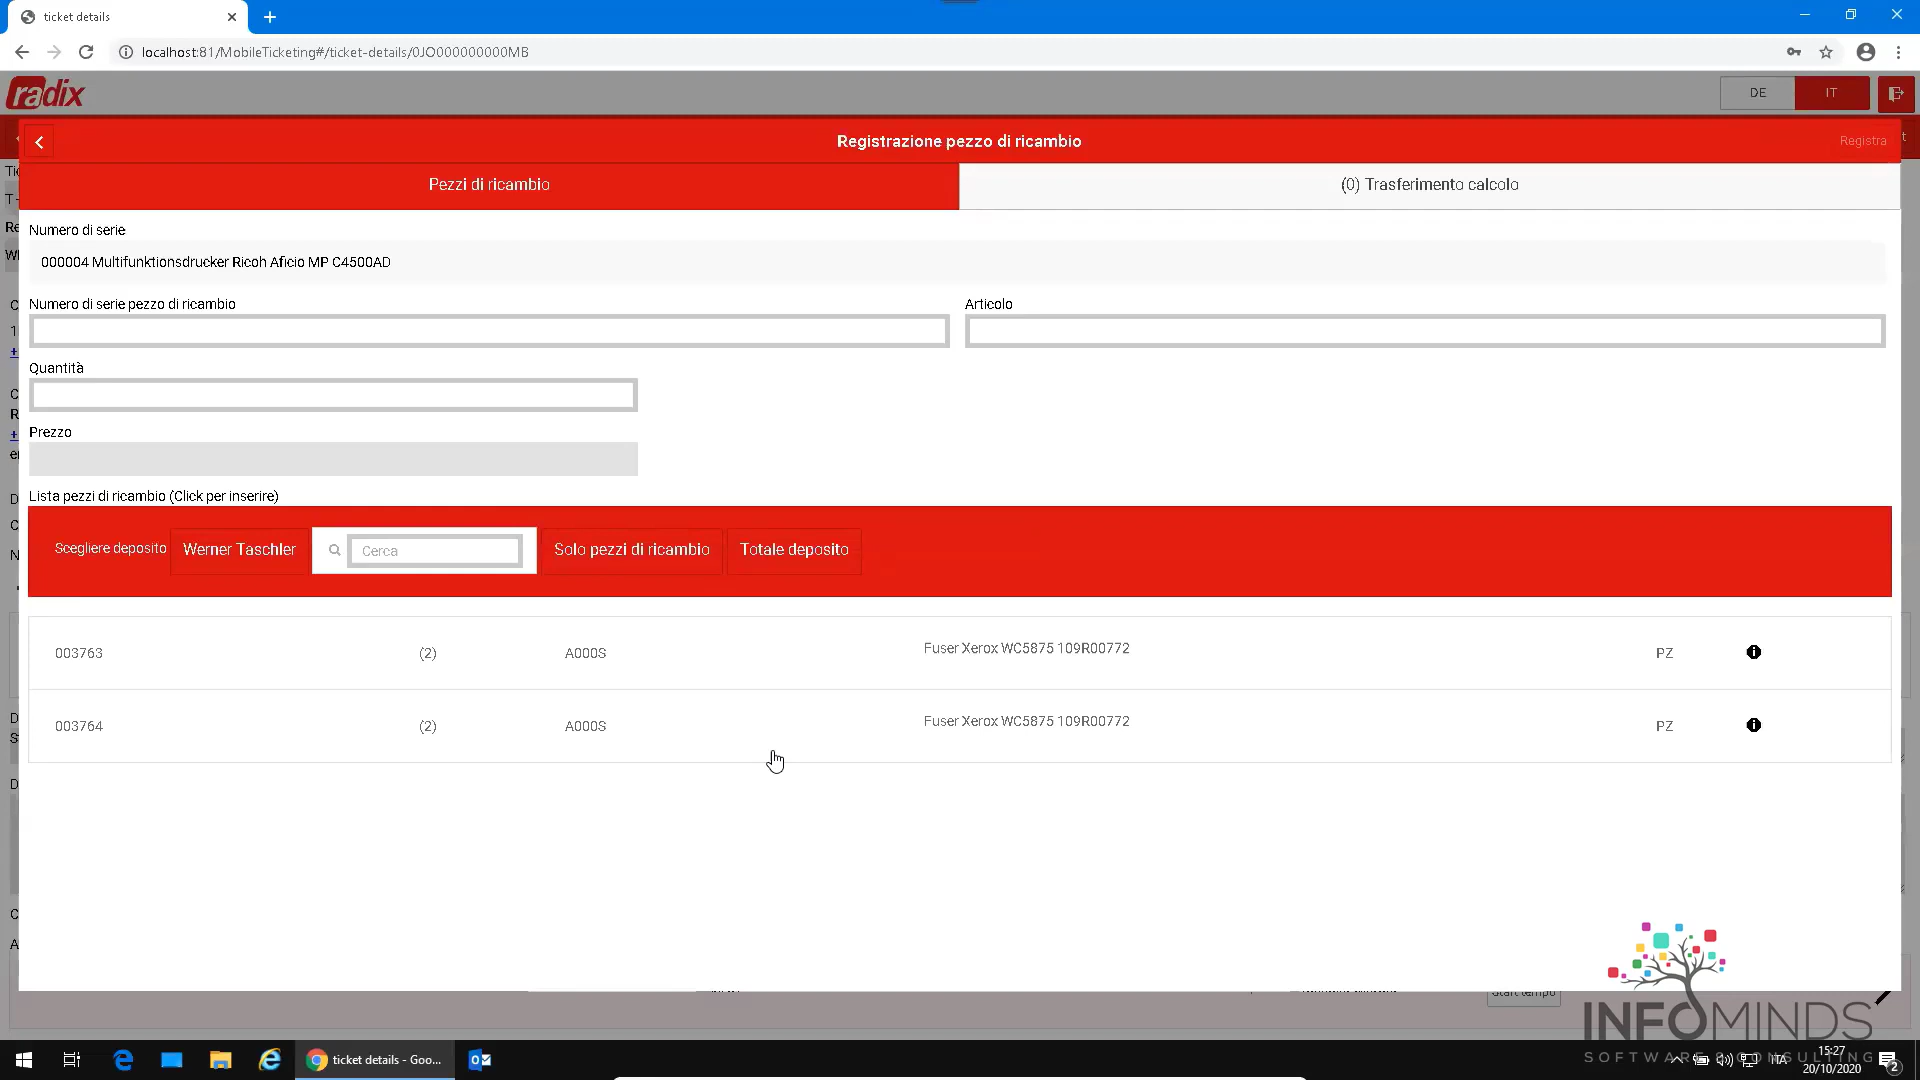 ticket details
localhost:81/MobileTicketing#/ticket-details/0JO000000000MB
radix
DE
IT
Registrazione pezzo di ricambio
Registra
Pezzi di ricambio
(0) Trasferimento calcolo
Numero di serie
000004 Multifunktionsdrucker Ricoh Aficio MP C4500AD
Numero di serie pezzo di ricambio
Articolo
Quantità
Prezzo
Lista pezzi di ricambio (Click per inserire)
Scegliere deposito Werner Taschler Cerca Solo pezzi di ricambio Totale deposito
003763 (2) A000S Fuser Xerox WC5875 109R00772 PZ
003764 (2) A000S Fuser Xerox WC5875 109R00772 PZ
INFOMINDS
SOFTWARE & CONSULTING
ticket details - Goo...
ITA
15:27
20/10/2020
2